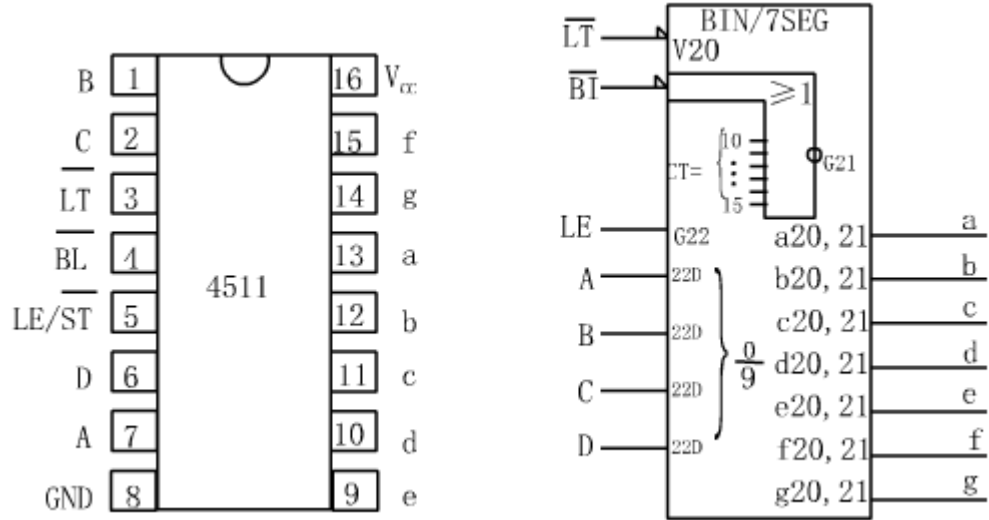 B 1 16 Vcc
C 2 15 f
LT 3 14 g
BL 4 13 a
4511
LE/ST 5 12 b
D 6 11 c
A 7 10 d
GND 8 9 e
BIN/7SEG
LT V20
BI ≥1
10
CT= G21
15
LE G22 a20, 21 a
A 22D b20, 21 b
B 22D c20, 21 c
0
9
d20, 21 d
C 22D e20, 21 e
D 22D f20, 21 f
g20, 21 g